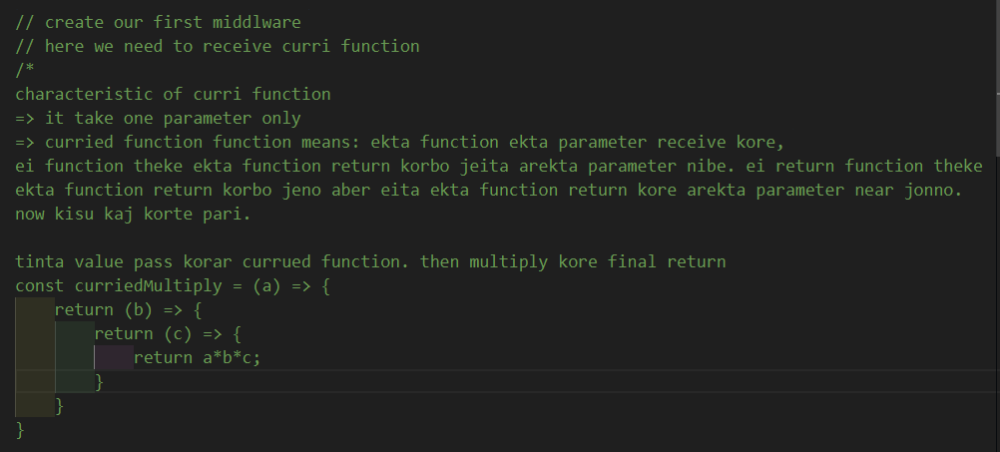 // create our first middlware
// here we need to receive curri function
/*
characteristic of curri function
=> it take one parameter only
=> curried function function means: ekta function ekta parameter receive kore,
ei function theke ekta function return korbo jeita arekta parameter nibe. ei return function theke
ekta function return korbo jeno aber eita ekta function return kore arekta parameter near jonno.
now kisu kaj korte pari.

tinta value pass korar currued function. then multiply kore final return
const curriedMultiply = (a) => {
    return (b) => {
        return (c) => {
            return a*b*c;
        }
    }
}